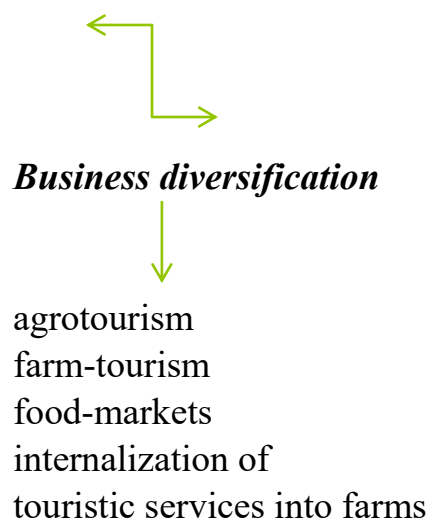 Business diversification
agrotourism
farm-tourism
food-markets
internalization of
touristic services into farms